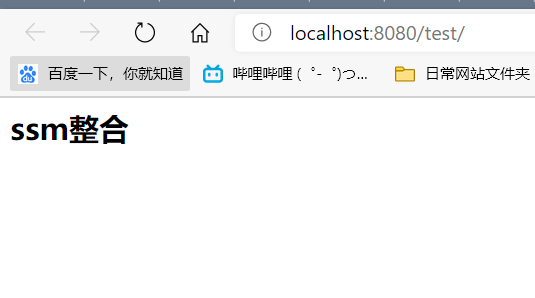 localhost:8080/test/
百度一下，你就知道 哔哩哔哩 ( ゜- ゜)つ... 日常网站文件夹
ssm整合